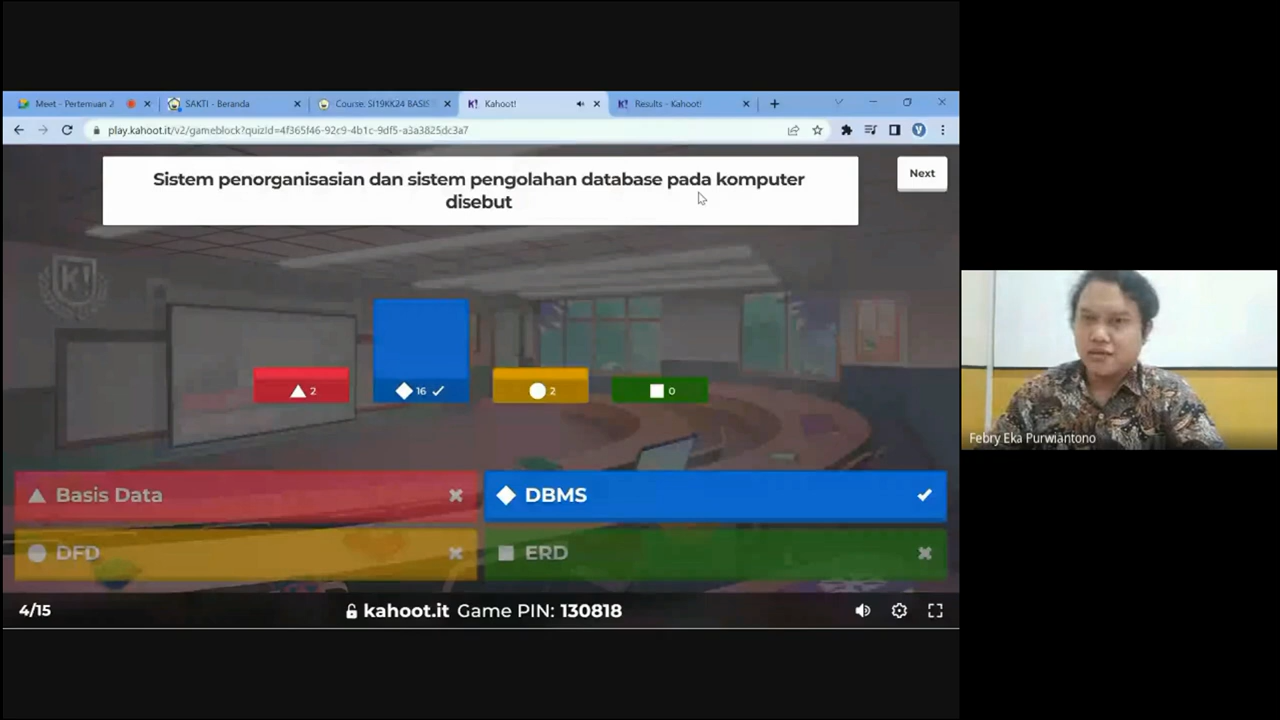 Meet - Pertemuan 2
SAKTI - Beranda
Course: SI19KK24 BASIS
Kahoot!
Results - Kahoot!
play.kahoot.it/v2/gameblock?quizId=4f365f46-92c9-4b1c-9df5-a3a3825dc3a7
V
Sistem penorganisasian dan sistem pengolahan database pada komputer
disebut
Next
K!
2
16
2
0
Basis Data
DBMS
DFD
ERD
4/15
kahoot.it Game PIN: 130818
Febry Eka Purwiantono